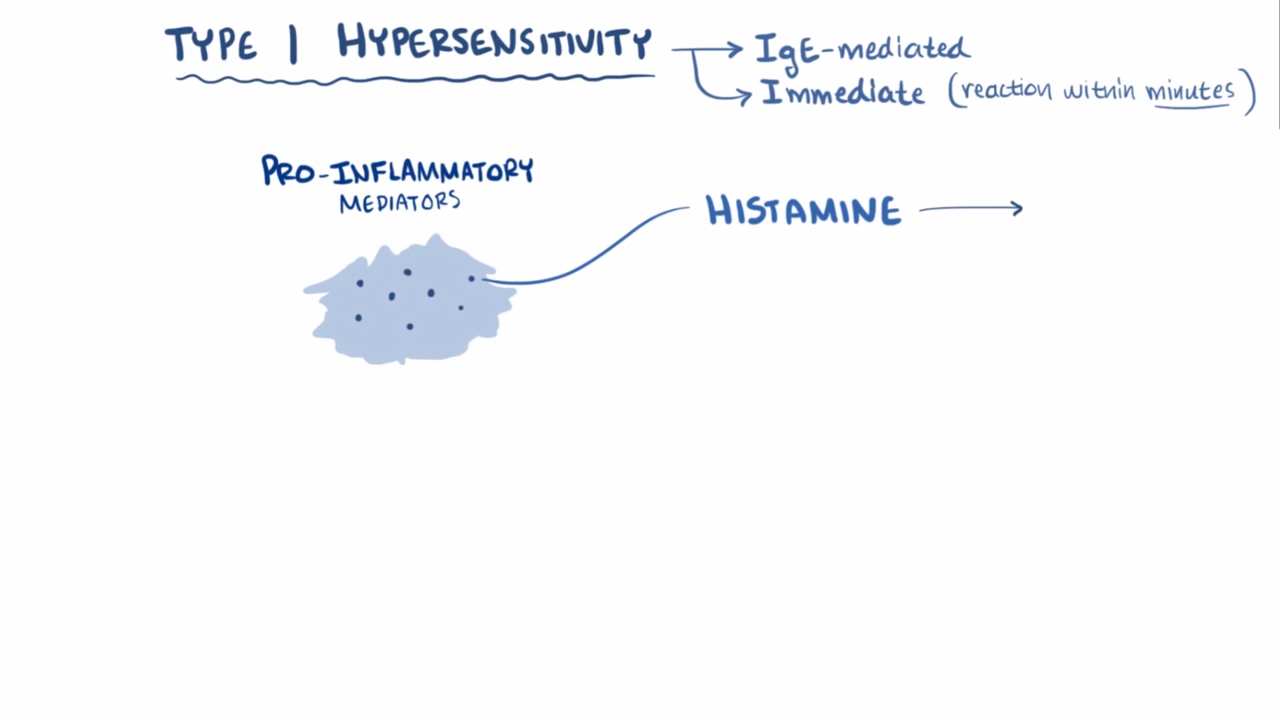 TYPE I HYPERSENSITIVITY
IgE-mediated
Immediate (reaction within minutes)
PRO-INFLAMMATORY
MEDIATORS
HISTAMINE